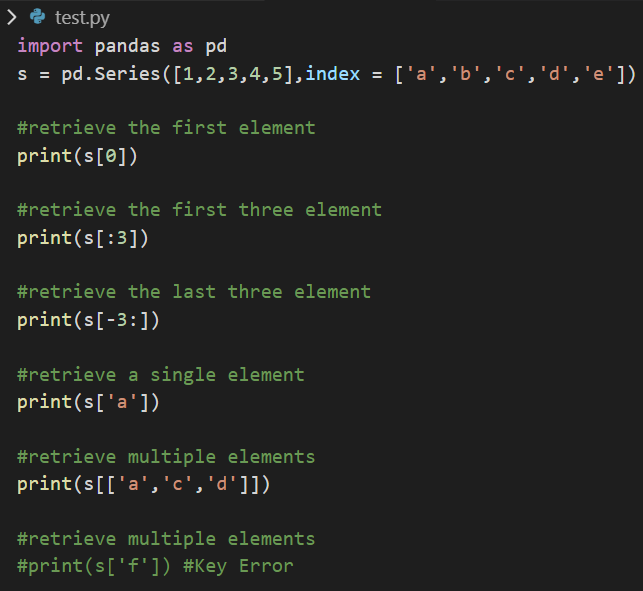 test.py
import pandas as pd
s = pd.Series([1,2,3,4,5],index = ['a','b','c','d','e'])
#retrieve the first element
print(s[0])
#retrieve the first three element
print(s[:3])
#retrieve the last three element
print(s[-3:])
#retrieve a single element
print(s['a'])
#retrieve multiple elements
print(s[['a','c','d']])
#retrieve multiple elements
#print(s['f']) #Key Error